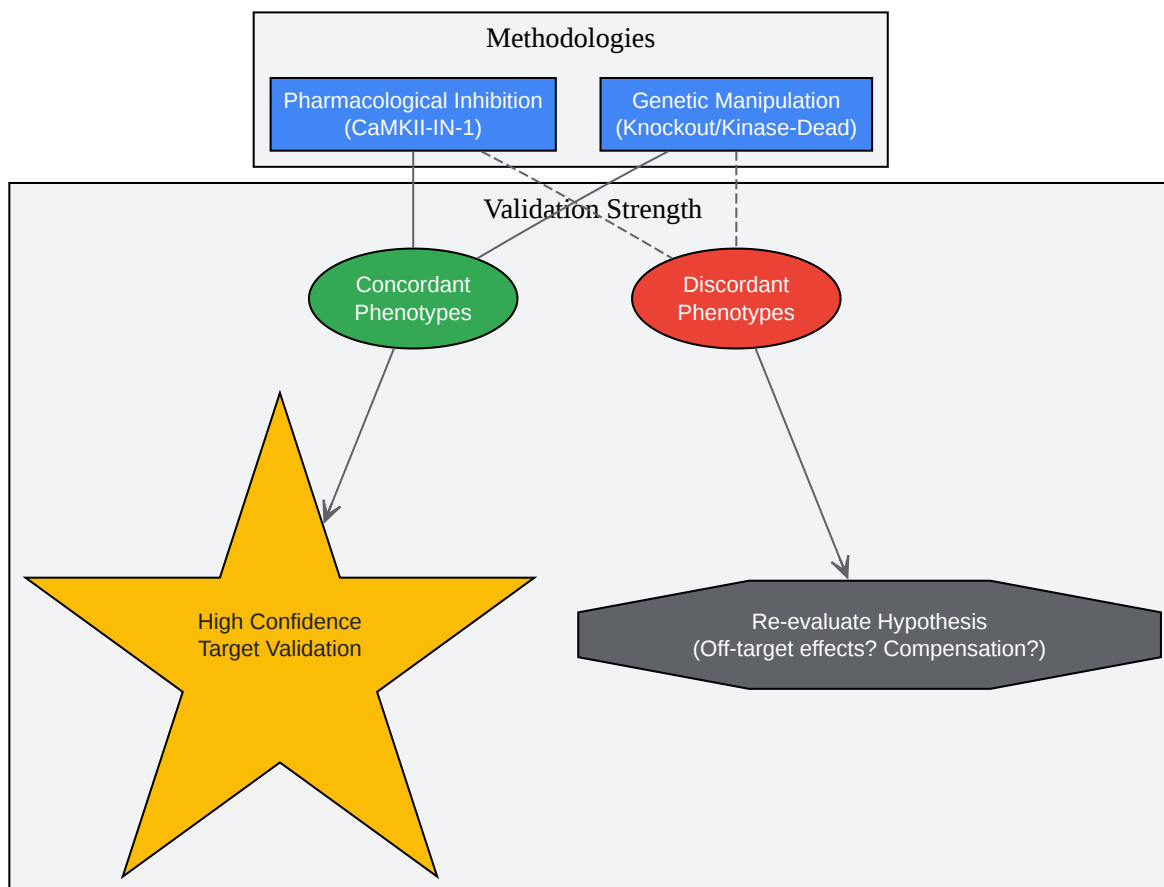 Methodologies
Pharmacological Inhibition
(CaMKII-IN-1)
Genetic Manipulation
(Knockout/Kinase-Dead)
Validation Strength
Concordant
Phenotypes
Discordant
Phenotypes
High Confidence
Target Validation
Re-evaluate Hypothesis
(Off-target effects? Compensation?)